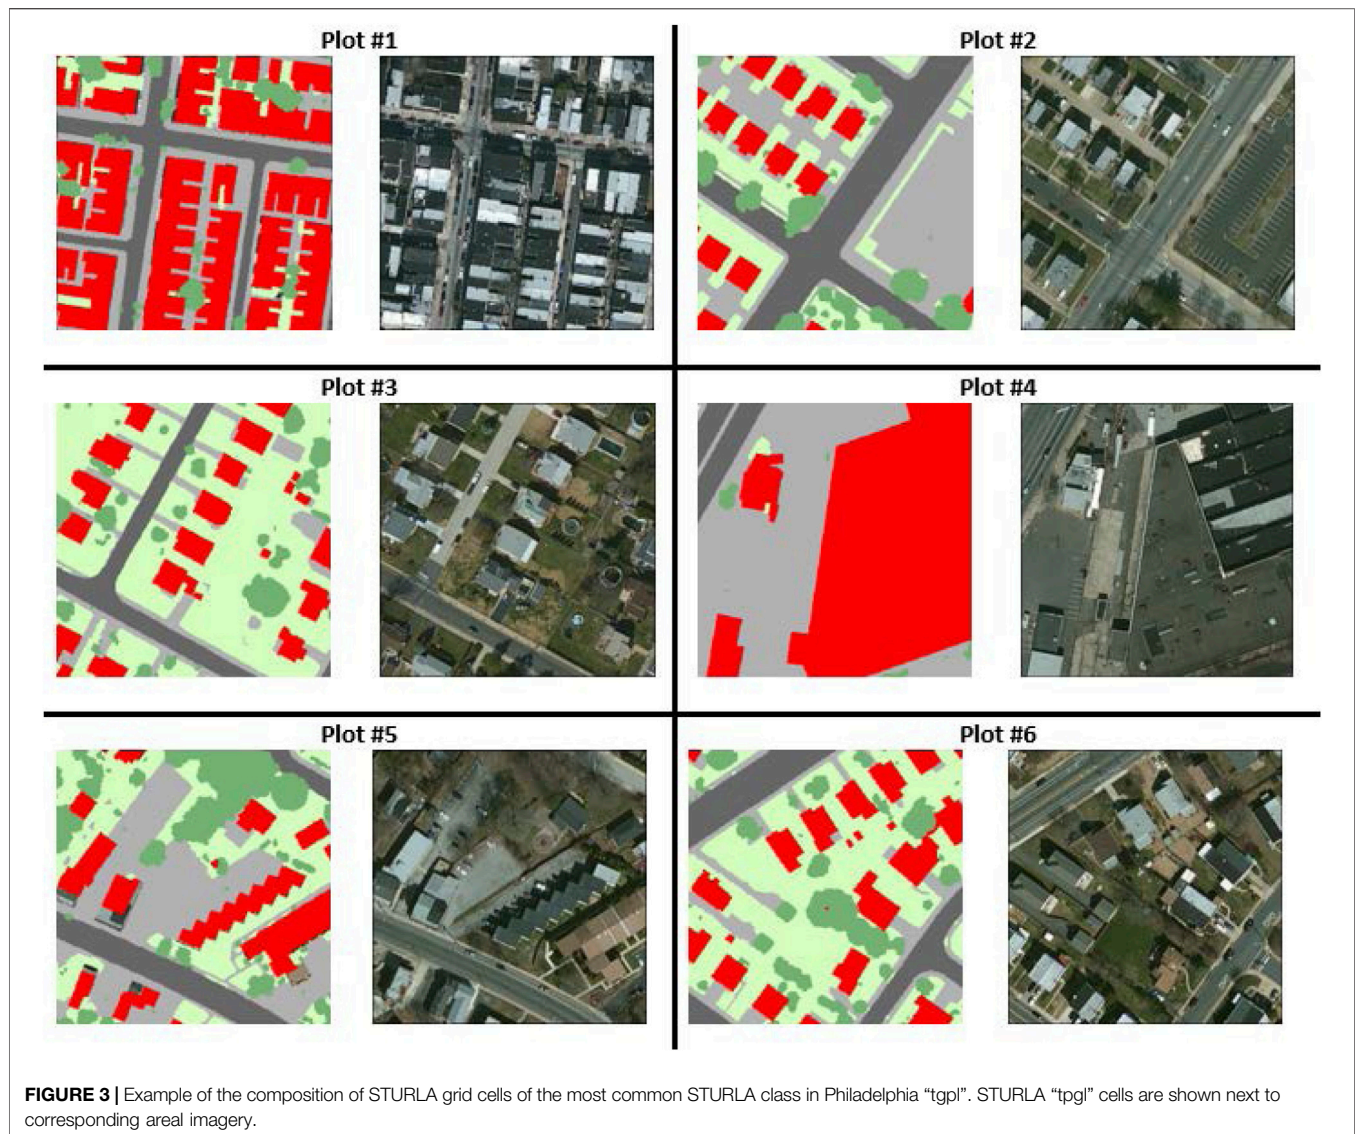 Plot #1
Plot #2
Plot #3
Plot #4
Plot #5
Plot #6
FIGURE 3 | Example of the composition of STURLA grid cells of the most common STURLA class in Philadelphia “tgpl”. STURLA “tpgl” cells are shown next to
corresponding areal imagery.